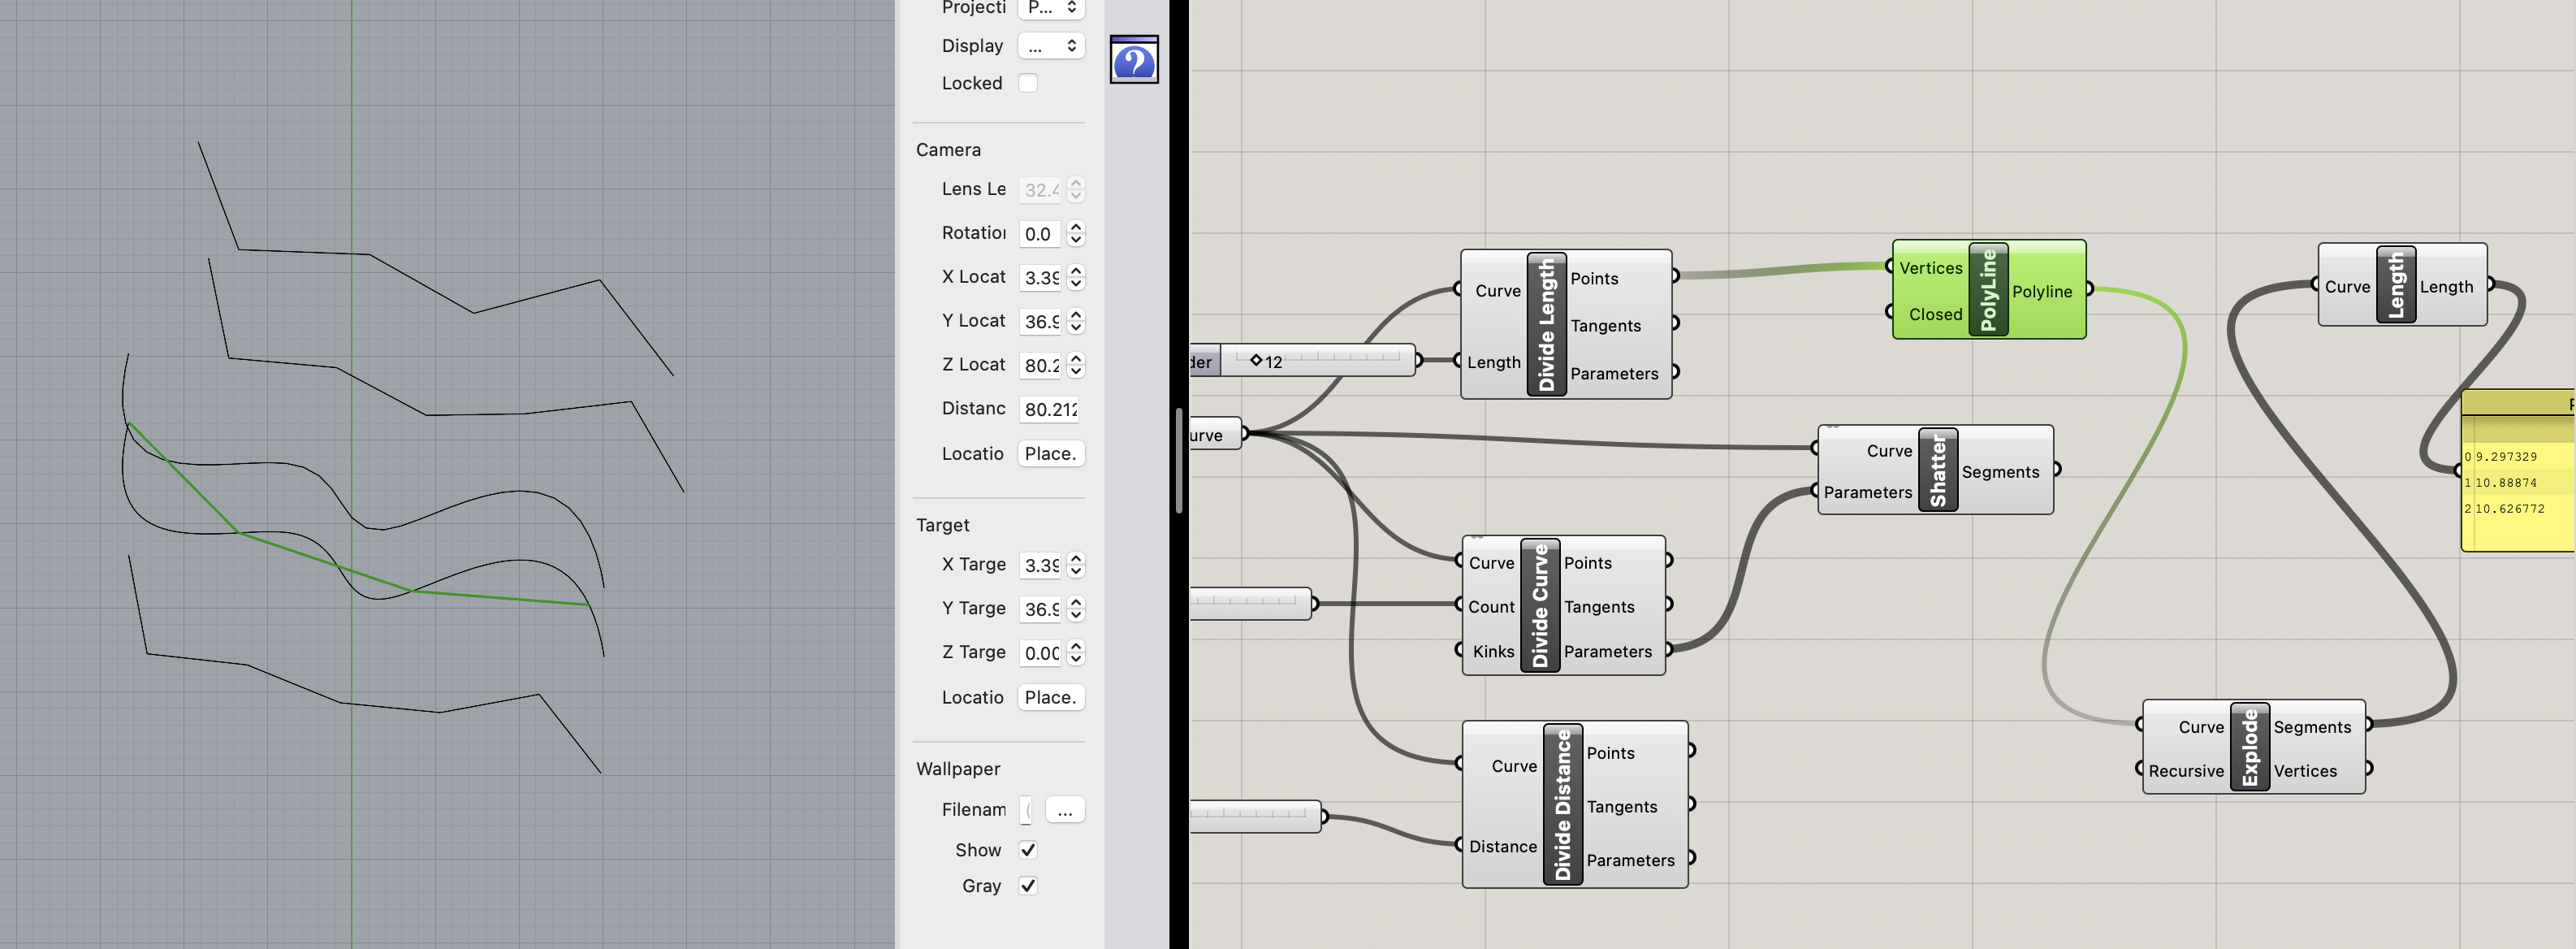 Projecti P...
Display ...
Locked
Camera
Lens Le 32.4
Rotatior 0.0
X Locat 3.39
Y Locat 36.9
Z Locat 80.2
Distanc 80.212
Locatio Place.
Target
X Targe 3.39
Y Targe 36.9
Z Targe 0.00
Locatio Place.
Wallpaper
Filenam ( ...
Show
Gray
?
der 12
urve
Curve
Length
Divide Length
Points
Tangents
Parameters
Vertices
Closed
PolyLine
Polyline
Curve
Length
Length
Curve
Parameters
Shatter
Segments
0 9.297329
1 10.88874
2 10.626772
Curve
Count
Kinks
Divide Curve
Points
Tangents
Parameters
Curve
Distance
Divide Distance
Points
Tangents
Parameters
Curve
Recursive
Explode
Segments
Vertices